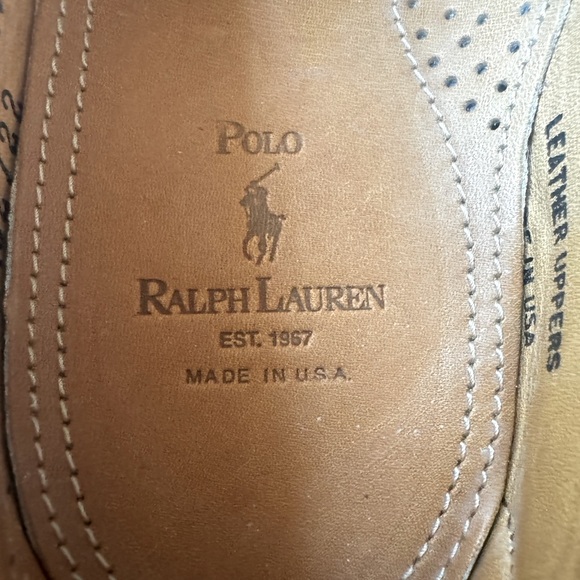 POLO
RALPH LAUREN
EST. 1967
MADE IN U.S.A.
LEATHER UPPERS
IN USA